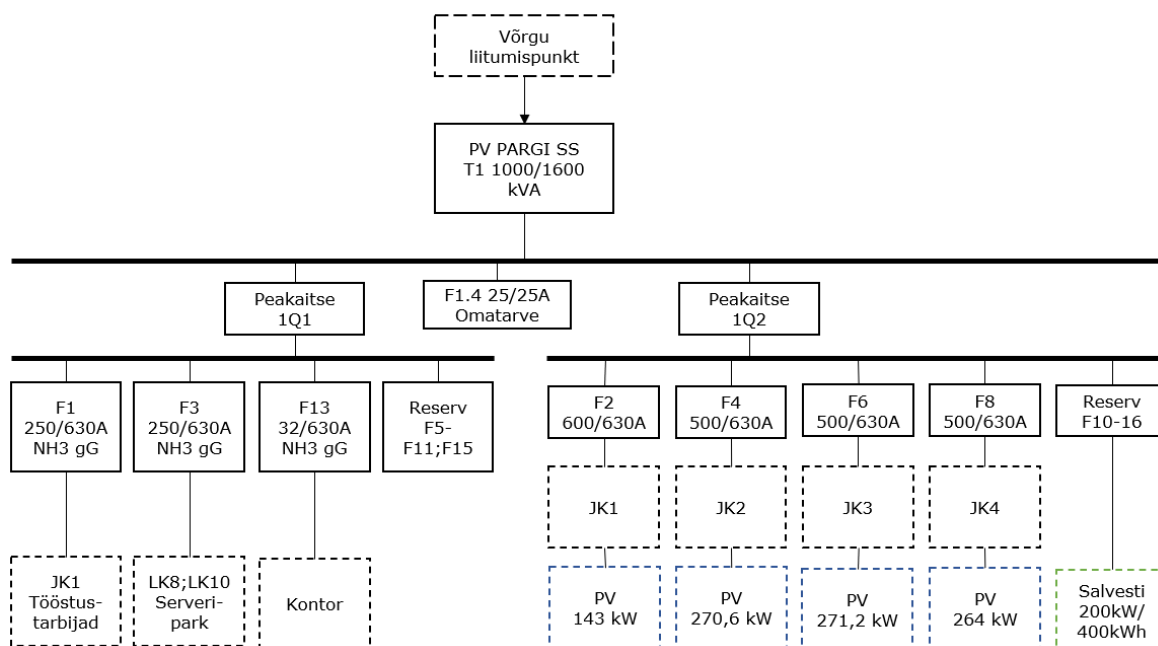 Võrgu
liitumispunkt
PV PARGI SS
T1 1000/1600
kVA
Peakaitse
1Q1
F1.4 25/25A
Omatarve
Peakaitse
1Q2
F1
250/630A
NH3 gG
F3
250/630A
NH3 gG
F13
32/630A
NH3 gG
Reserv
F5-
F11;F15
F2
600/630A
F4
500/630A
F6
500/630A
F8
500/630A
Reserv
F10-16
JK1
JK2
JK3
JK4
JK1
Tööstus-
tarbijad
LK8;LK10
Serveri-
park
Kontor
PV
143 kW
PV
270,6 kW
PV
271,2 kW
PV
264 kW
Salvesti
200kW/
400kWh